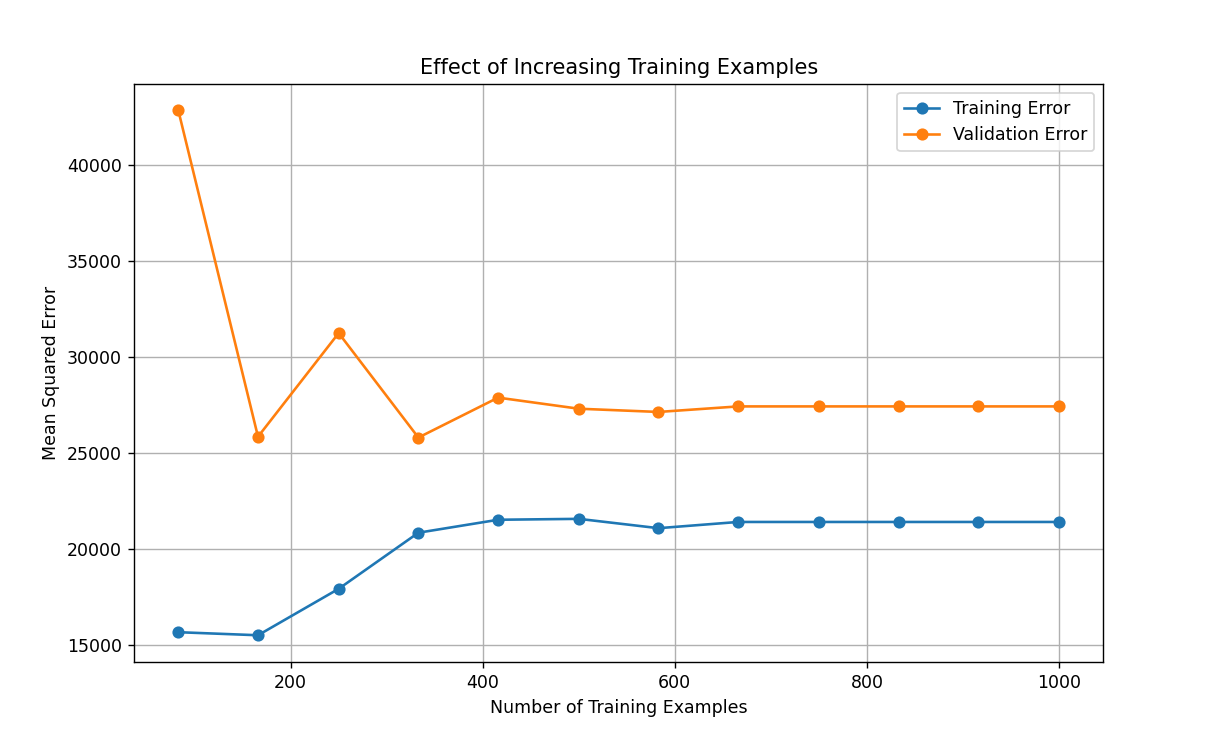 Effect of Increasing Training Examples
Training Error
Validation Error
Mean Squared Error
40000
35000
30000
25000
20000
15000
200 400 600 800 1000
Number of Training Examples